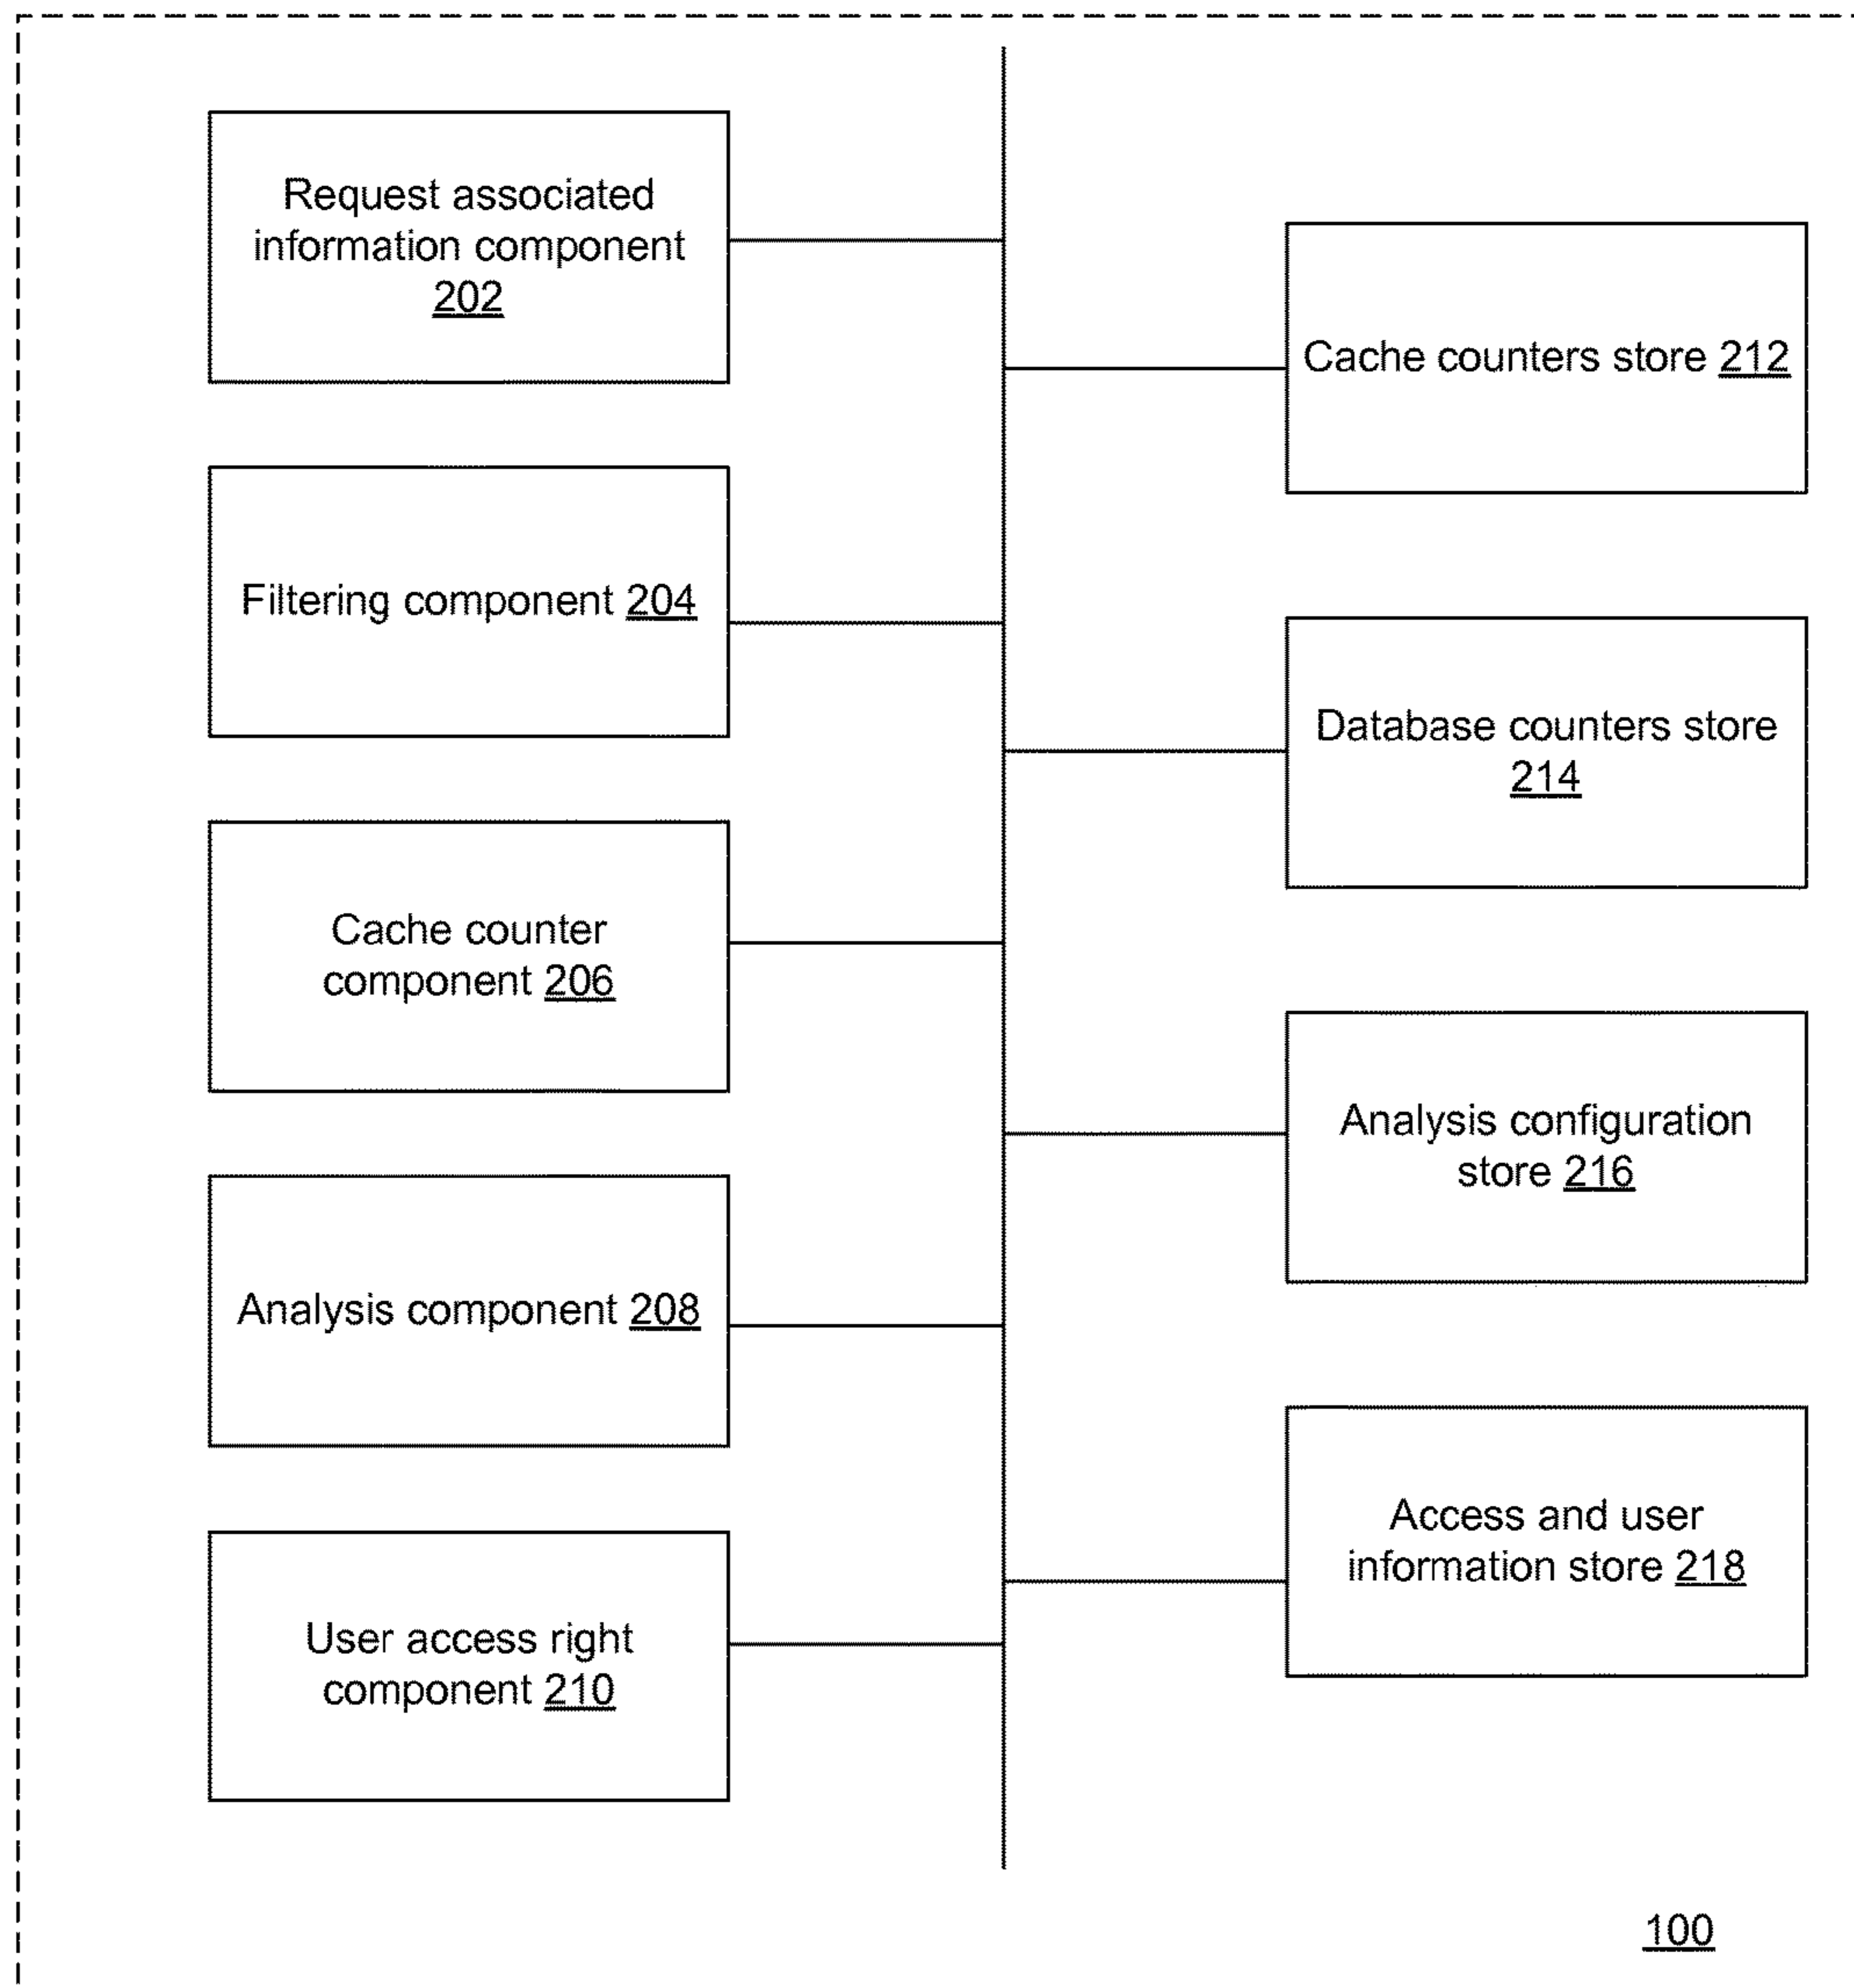 Request associated
information component
202
Filtering component 204
Cache counter
component 206
Analysis component 208
User access right
component 210
Cache counters store 212
Database counters store
214
Analysis configuration
store 216
Access and user
information store 218
100